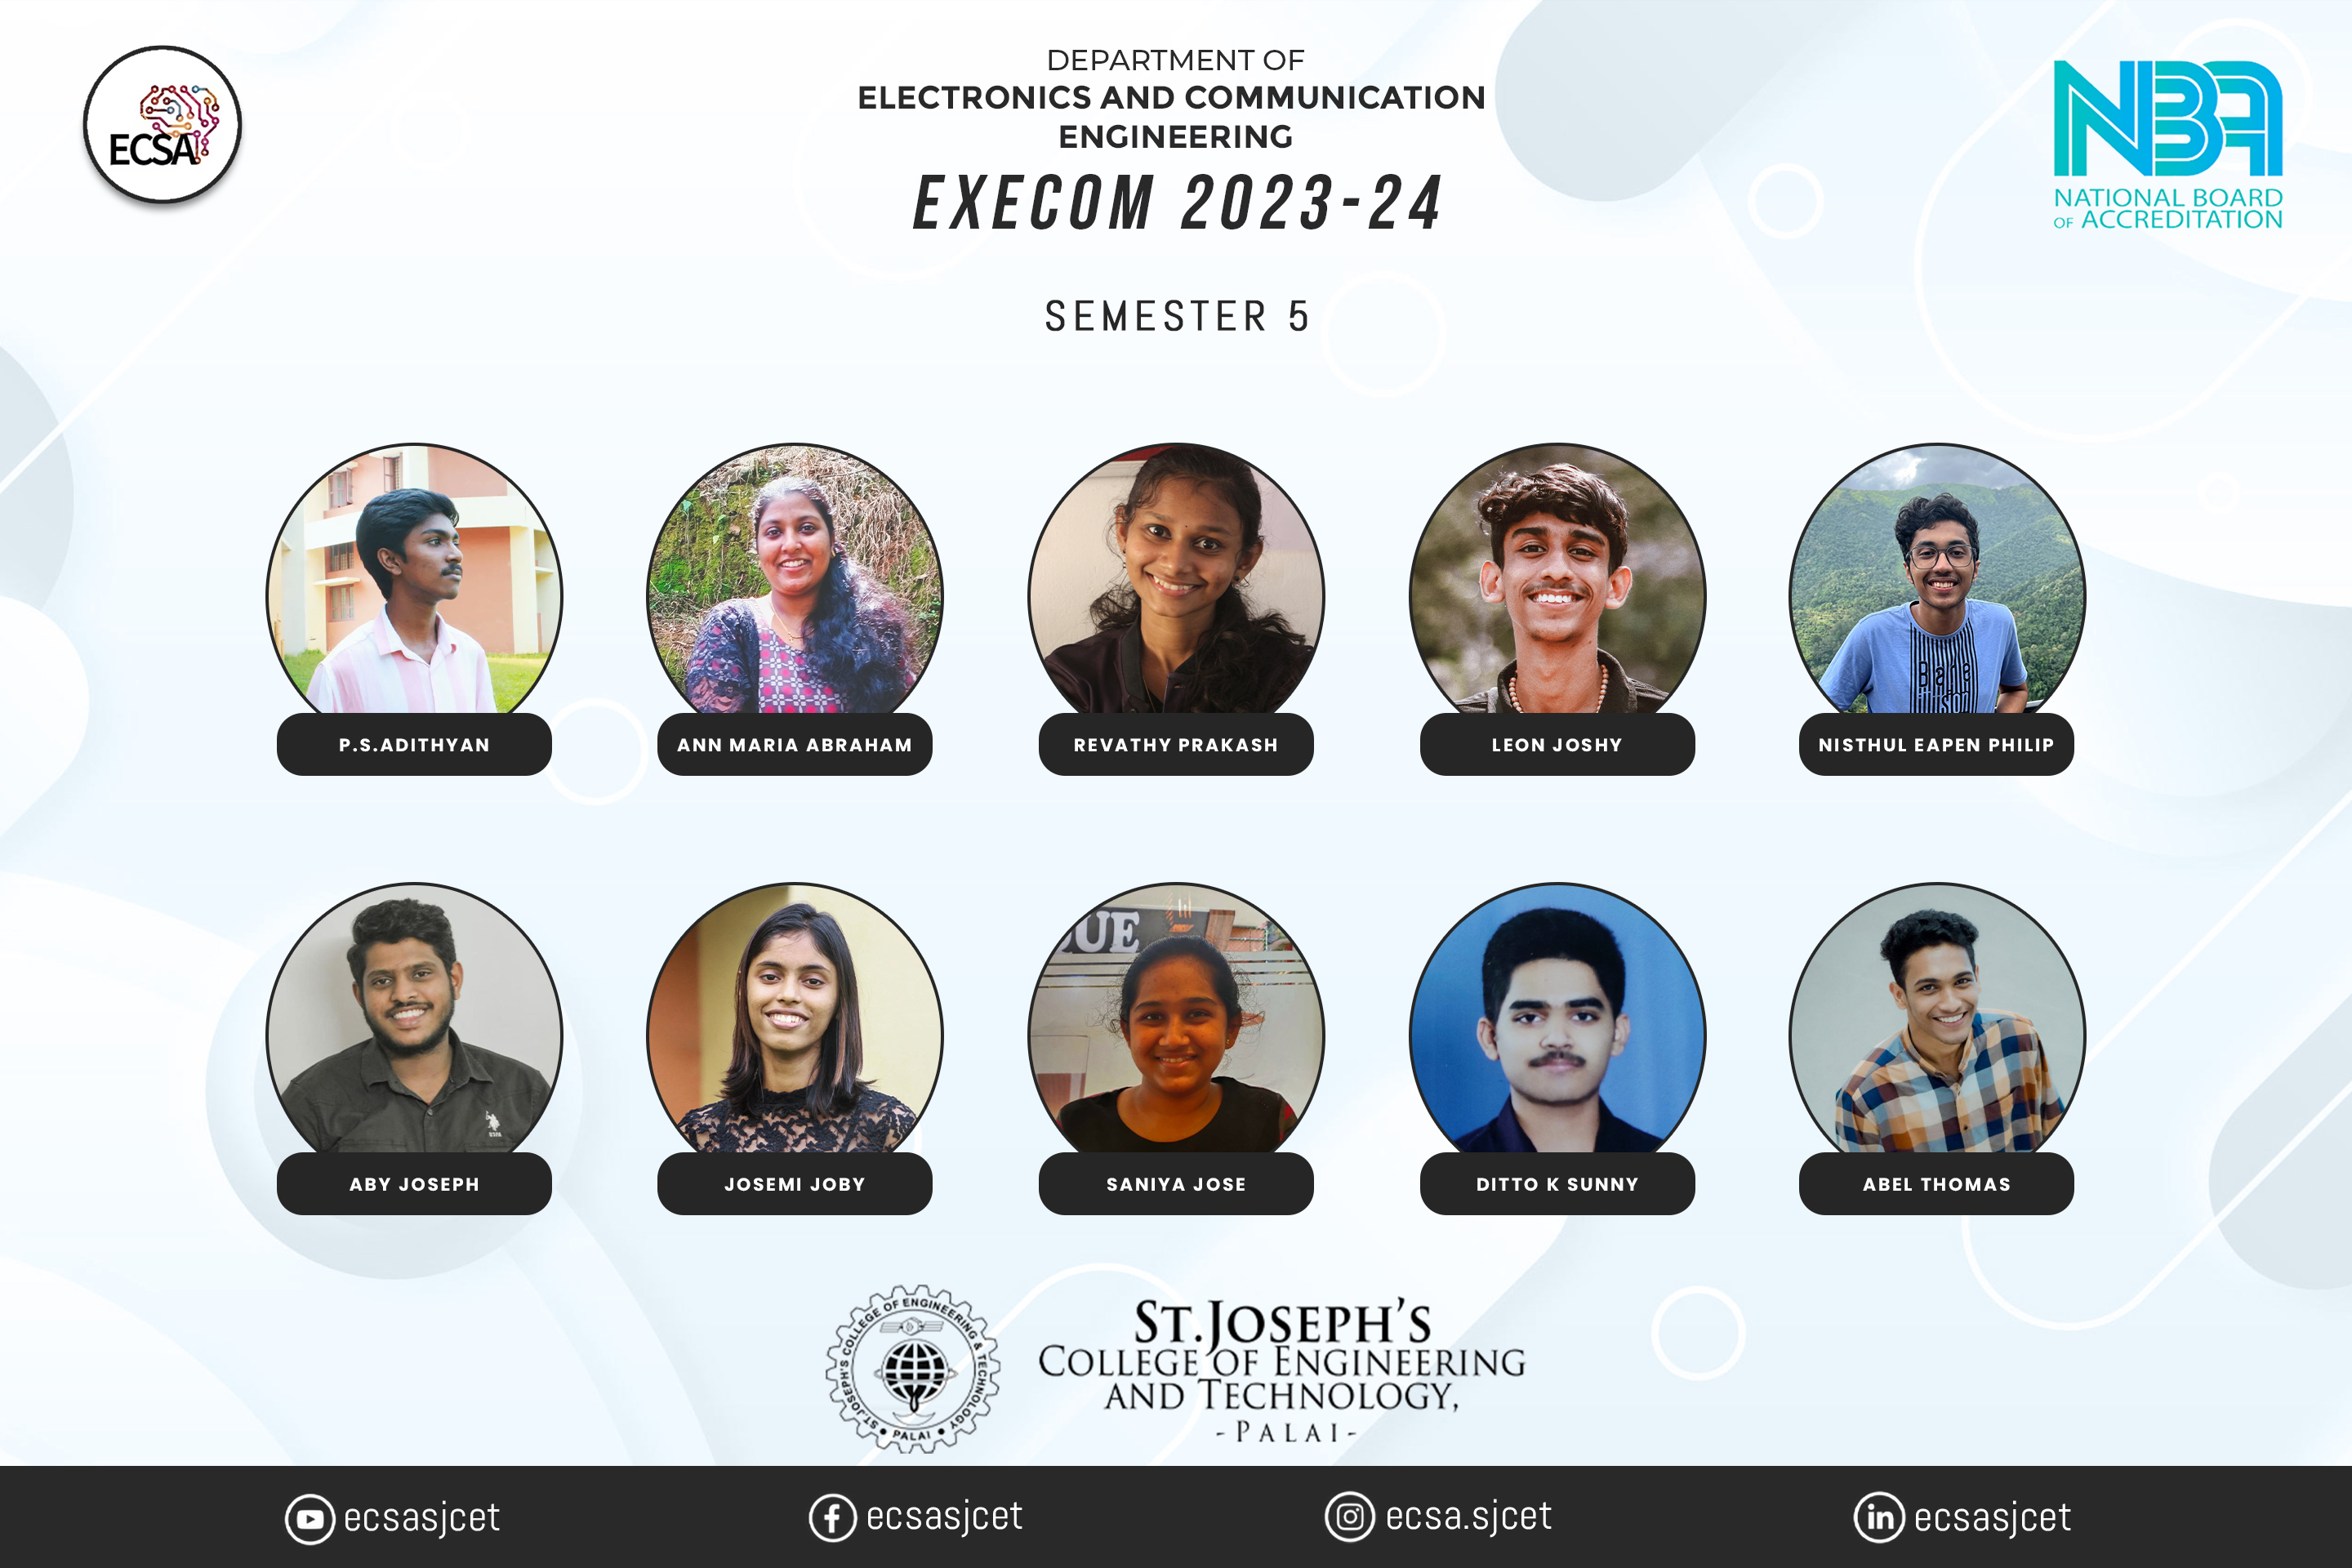 ECSA
DEPARTMENT OF
ELECTRONICS AND COMMUNICATION
ENGINEERING
EXECOM 2023-24
SEMESTER 5
NBA
NATIONAL BOARD
OF ACCREDITATION
P.S.ADITHYAN
ANN MARIA ABRAHAM
REVATHY PRAKASH
LEON JOSHY
NISTHUL EAPEN PHILIP
UE
ABY JOSEPH
JOSEMI JOBY
SANIYA JOSE
DITTO K SUNNY
ABEL THOMAS
ST.JOSEPH'S COLLEGE OF ENGINEERING & TECHNOLOGY
• PALAI •
ST.JOSEPH'S
COLLEGE OF ENGINEERING
AND TECHNOLOGY,
-PALAI-
ecsasjcet
ecsasjcet
ecsa.sjcet
in ecsasjcet